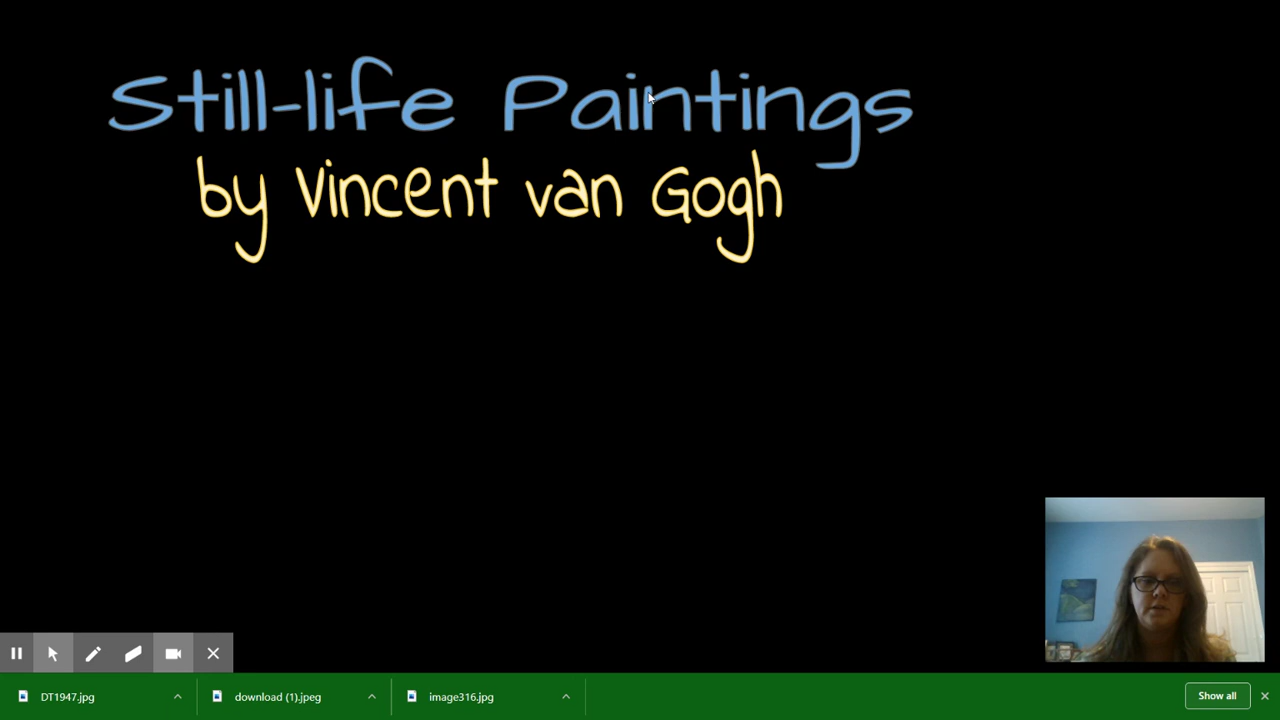 Still-life Paintings
by Vincent van Gogh
DT1947.jpg
download (1).jpeg
image316.jpg
Show all